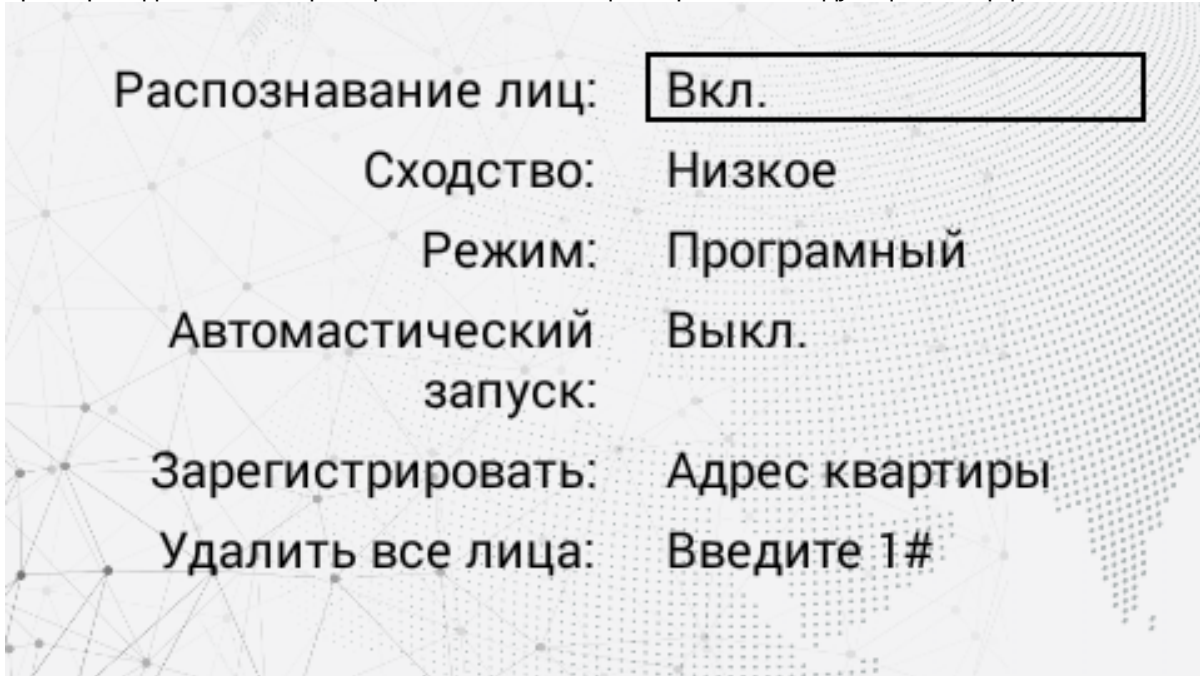 Распознавание лиц: Вкл.
Сходство: Низкое
Режим: Програмный
Автомастический Выкл.
запуск:
Зарегистрировать: Адрес квартиры
Удалить все лица: Введите 1#